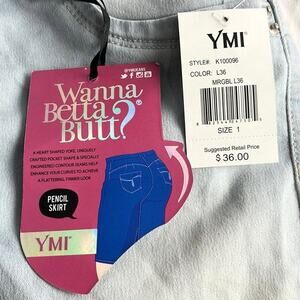 @YMIJEANS
Wanna
Betta
Butt?®
A HEART SHAPED YOKE, UNIQUELY
CRAFTED POCKET SHAPE & SPECIALLY
ENGINEERED CONTOUR SEAMS HELP
ENHANCE YOUR CURVES TO ACHIEVE
A FLATTERING, FIRMER LOOK
PENCIL
SKIRT
YMI
YMI
STYLE#: K100096
COLOR: L36
MRGBL L36
SIZE 1
Suggested Retail Price
$ 36.00